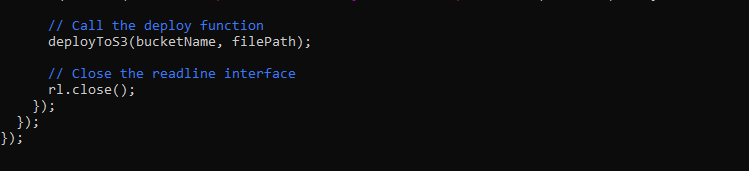 // Call the deploy function
deployToS3(bucketName, filePath);
// Close the readline interface
rl.close();
});
});
});